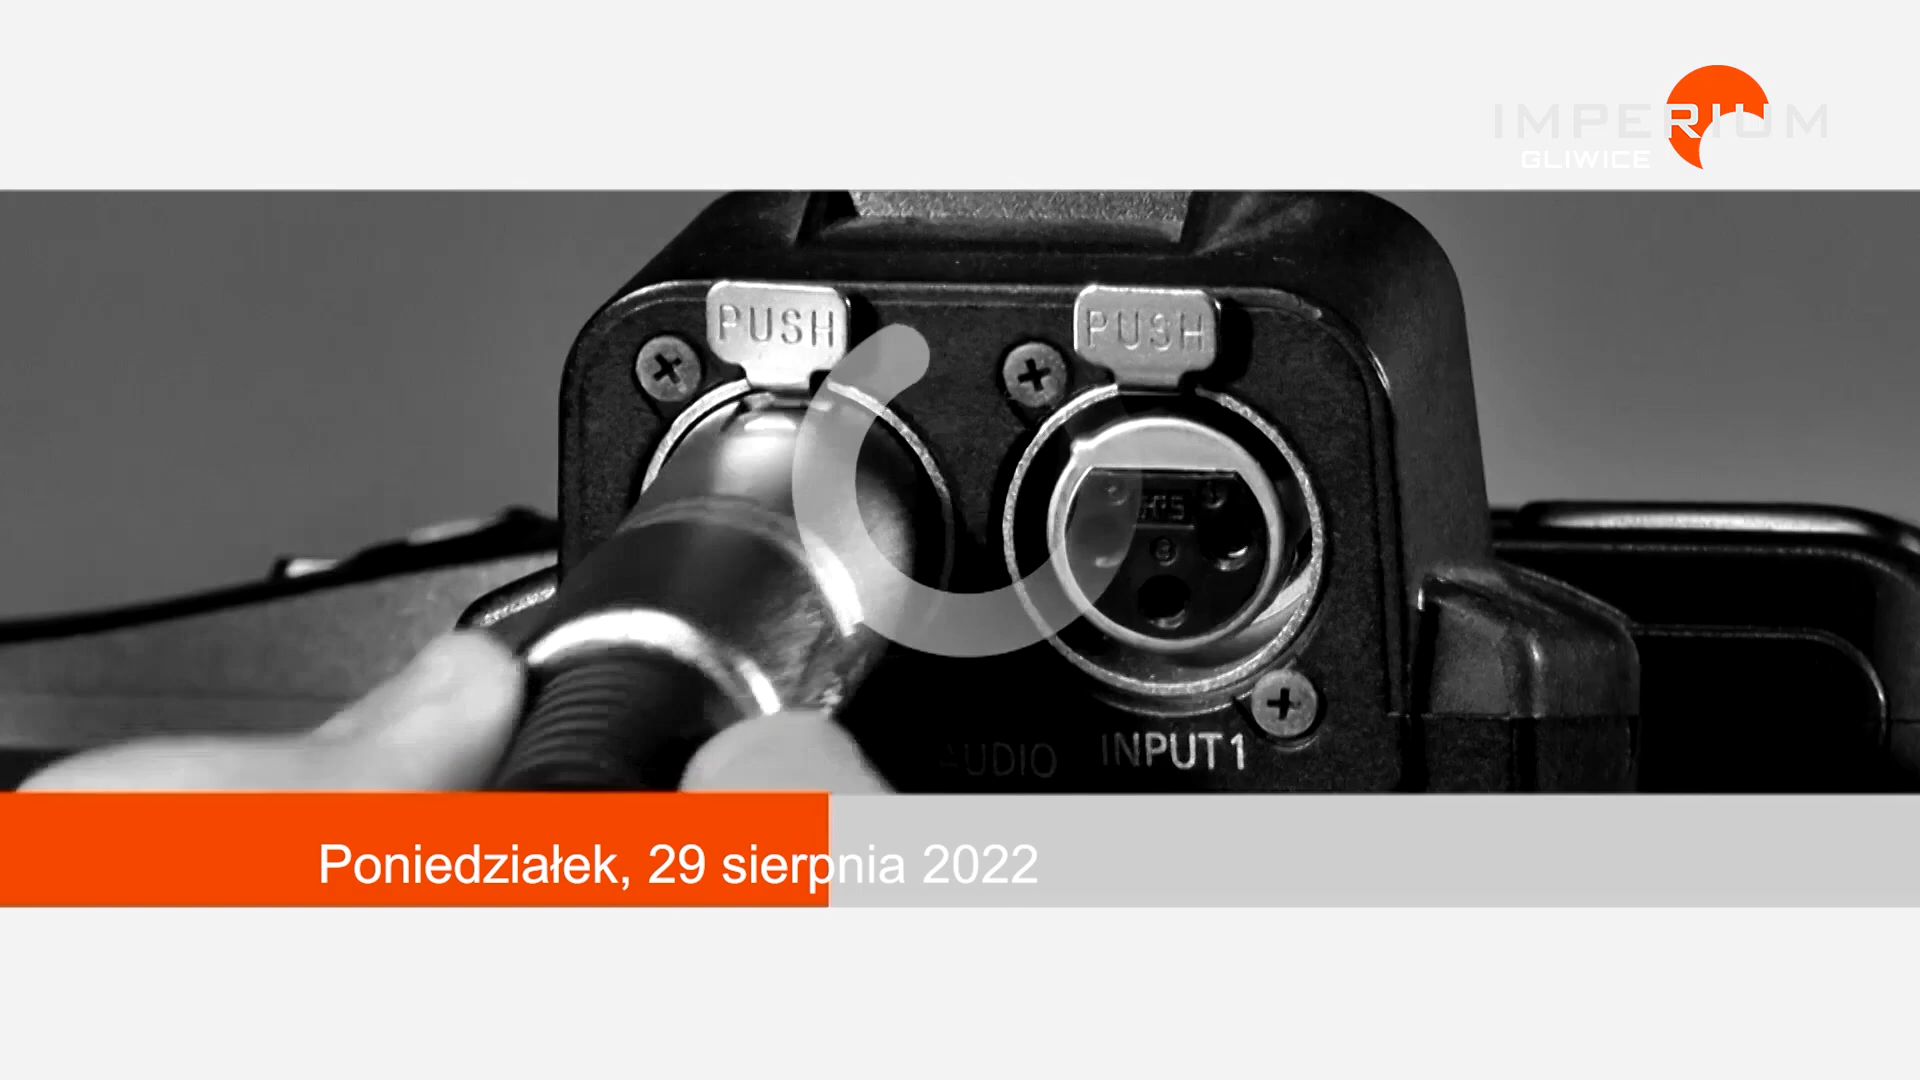 IMPERIUM
GLIWICE
PUSH
PUSH
INPUT1
AUDIO
Poniedziałek, 29 sierpnia 2022